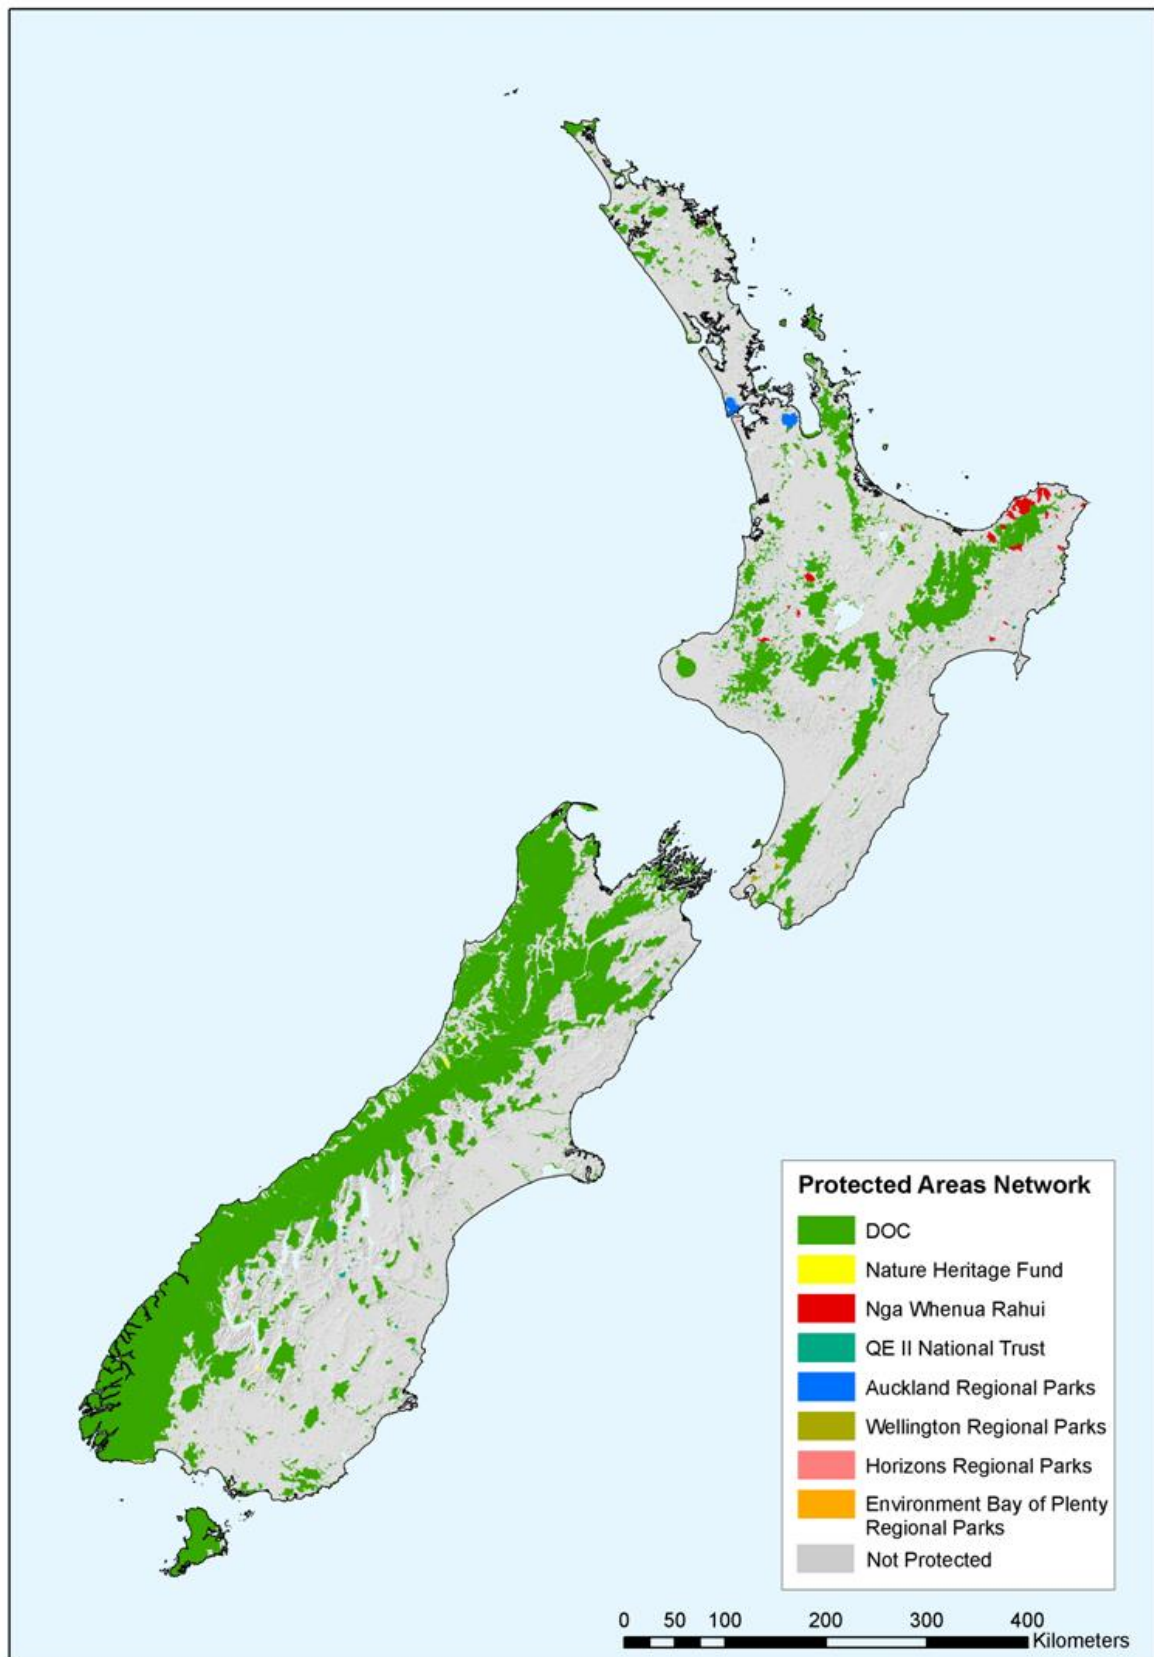 Protected Areas Network
DOC
Nature Heritage Fund
Nga Whenua Rahui
QE II National Trust
Auckland Regional Parks
Wellington Regional Parks
Horizons Regional Parks
Environment Bay of Plenty
Regional Parks
Not Protected
0 50 100 200 300 400
Kilometers